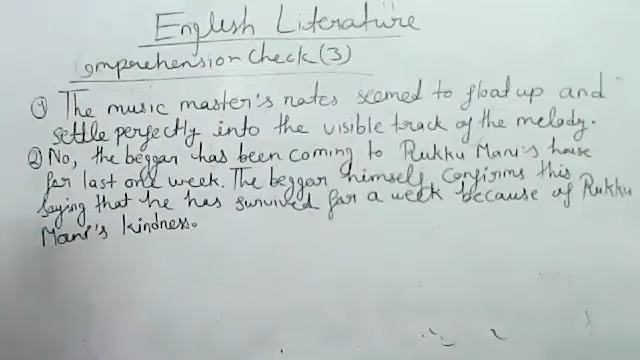 English Literature
Comprehension Check (3)
① The music master's notes seemed to float up and
settle perfectly into the visible track of the melody.
② No, the beggar has been coming to Rukku Mani's house
for last one week. The beggar himself confirms this
saying that he has survived for a week because of Rukku
Mani's kindness.